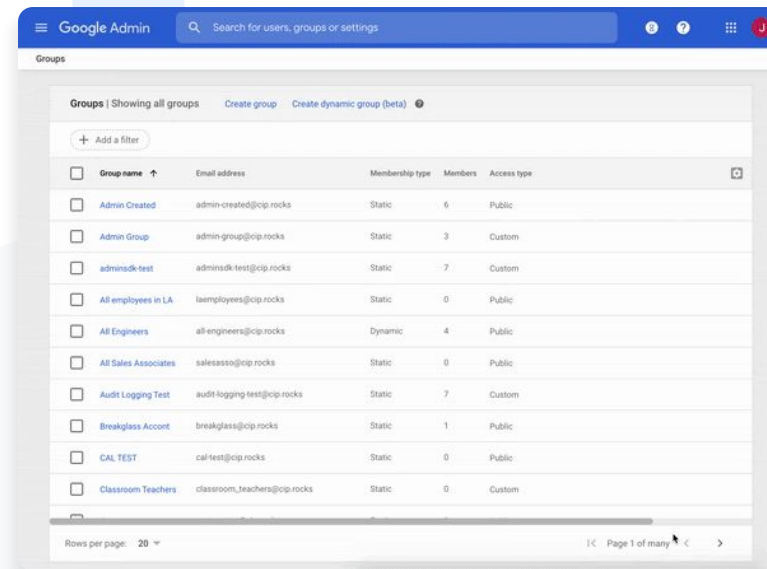 Google Admin Search for users, groups or settings J
Groups
Groups | Showing all groups Create group Create dynamic group (beta)
Add a filter
Group name Email address Membership type Members Access type
Admin Created admin-created@cip.rocks Static 6 Public
Admin Group admin-group@cip.rocks Static 3 Custom
adminsdk-test adminsdk-test@cip.rocks Static 7 Custom
All employees in LA laemployees@cip.rocks Static 0 Public
All Engineers all-engineers@cip.rocks Dynamic 4 Public
All Sales Associates salesasso@cip.rocks Static 0 Public
Audit Logging Test audit-logging-test@cip.rocks Static 7 Custom
Breakglass Accont breakglass@cip.rocks Static 1 Public
CAL TEST cal-test@cip.rocks Static 0 Public
Classroom Teachers classroom_teachers@cip.rocks Static 0 Custom
Rows per page: 20 Page 1 of many